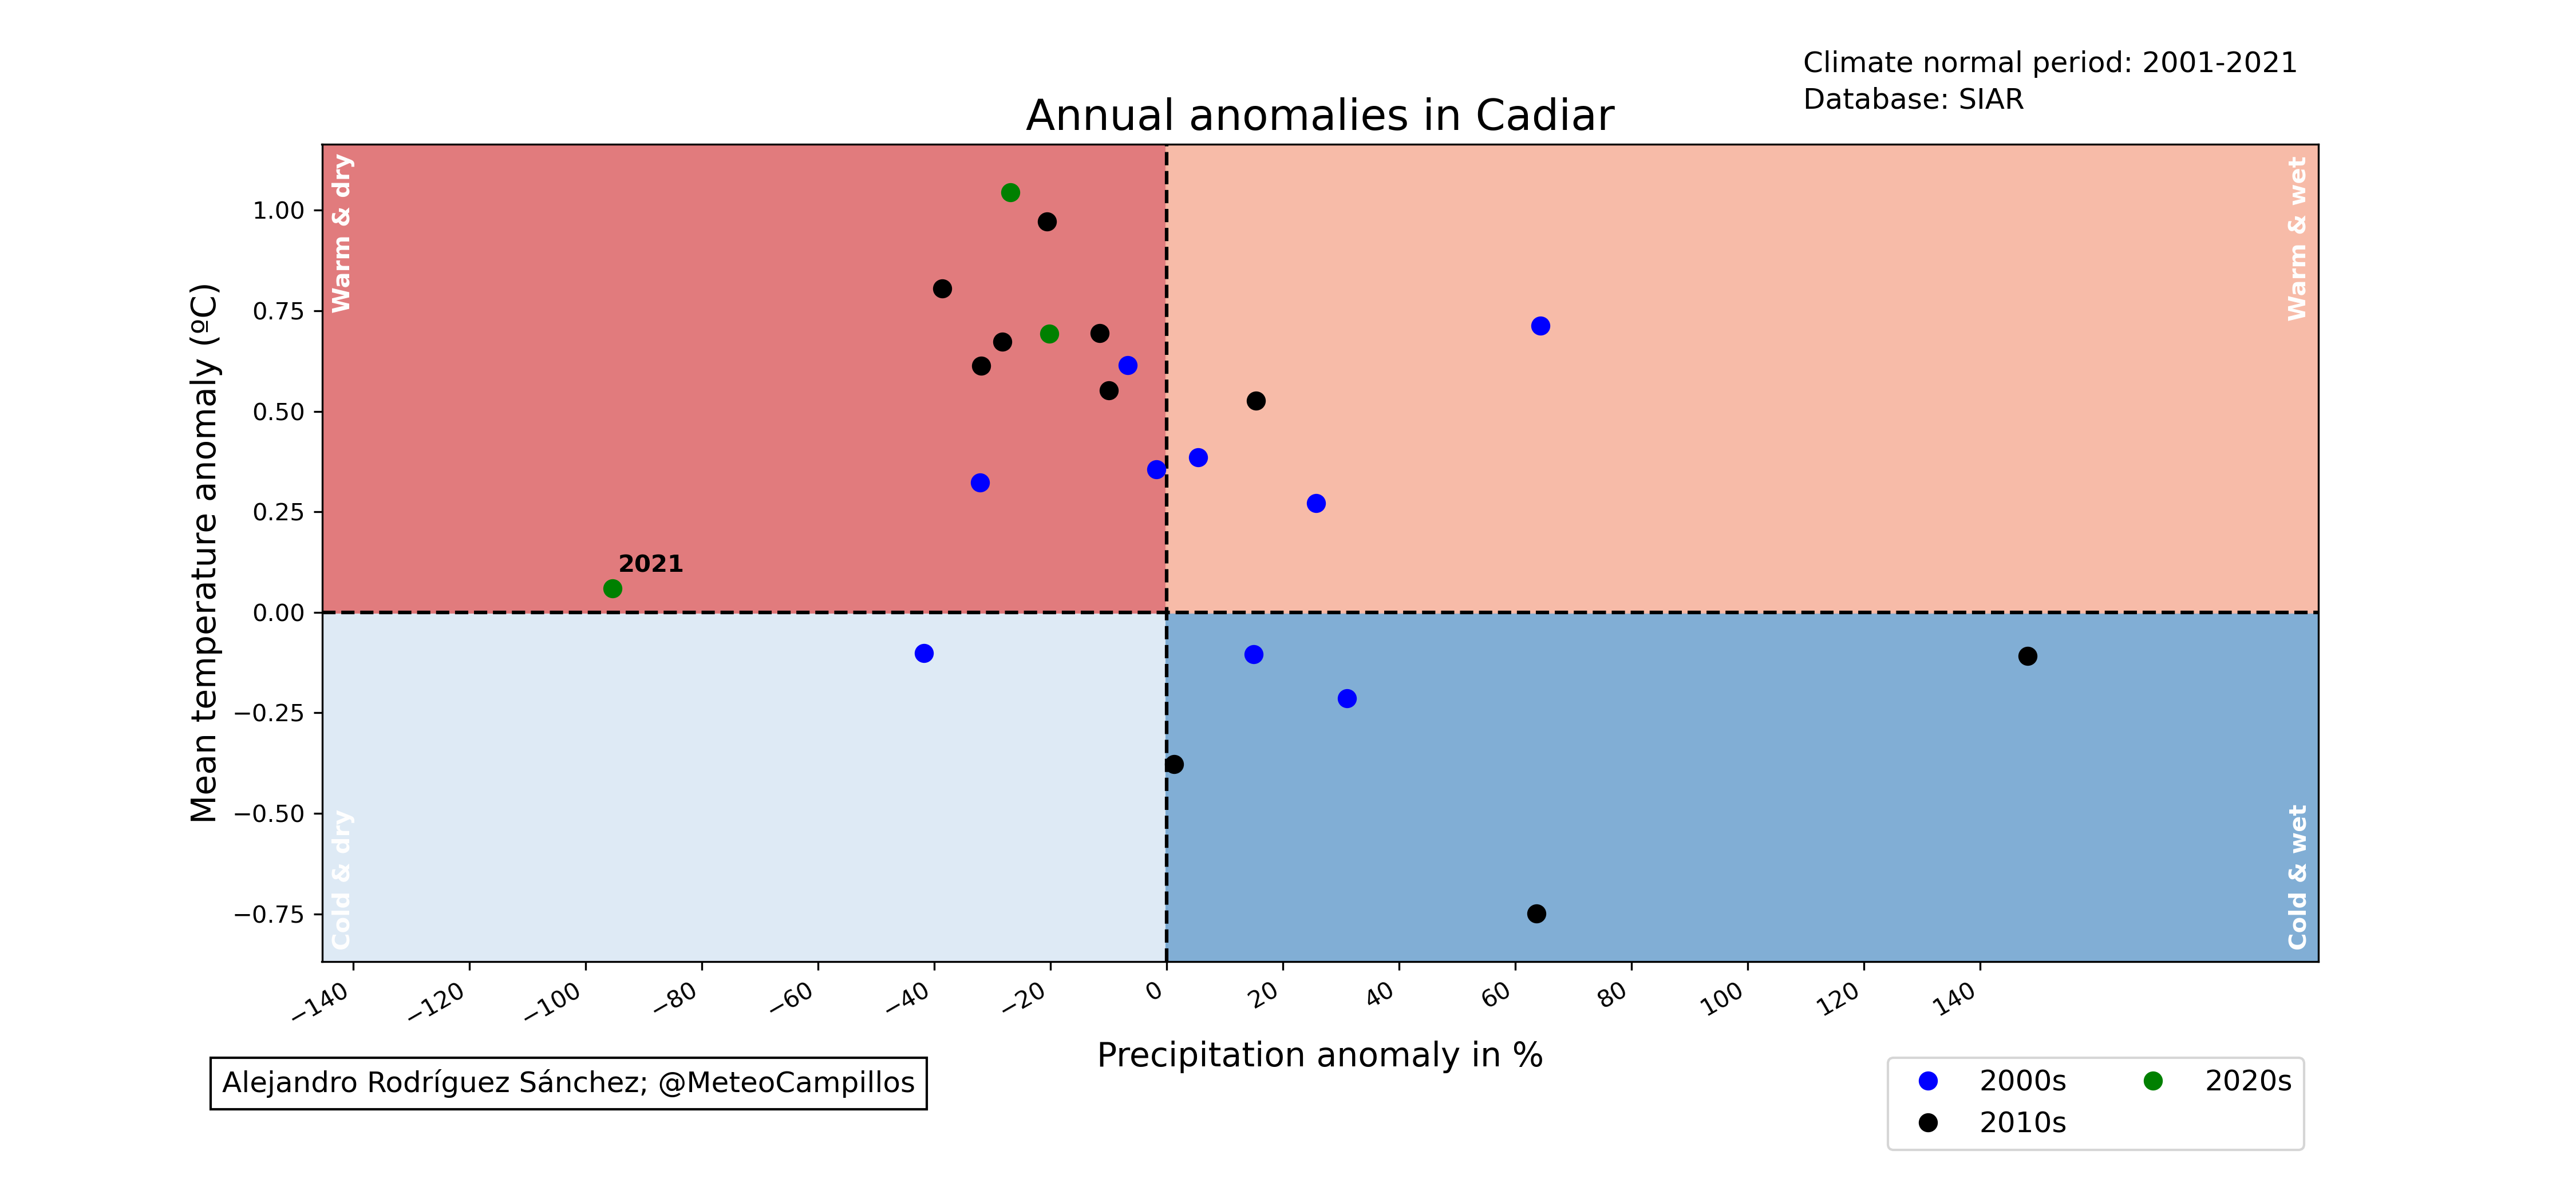 Climate normal period: 2001-2021
Database: SIAR
Annual anomalies in Cadiar
Warm & dry
Warm & wet
Cold & dry
Cold & wet
2021
Mean temperature anomaly (ºC)
1.00
0.75
0.50
0.25
0.00
−0.25
−0.50
−0.75
−140 −120 −100 −80 −60 −40 −20 0 20 40 60 80 100 120 140
Precipitation anomaly in %
Alejandro Rodríguez Sánchez; @MeteoCampillos
2000s 2020s
2010s